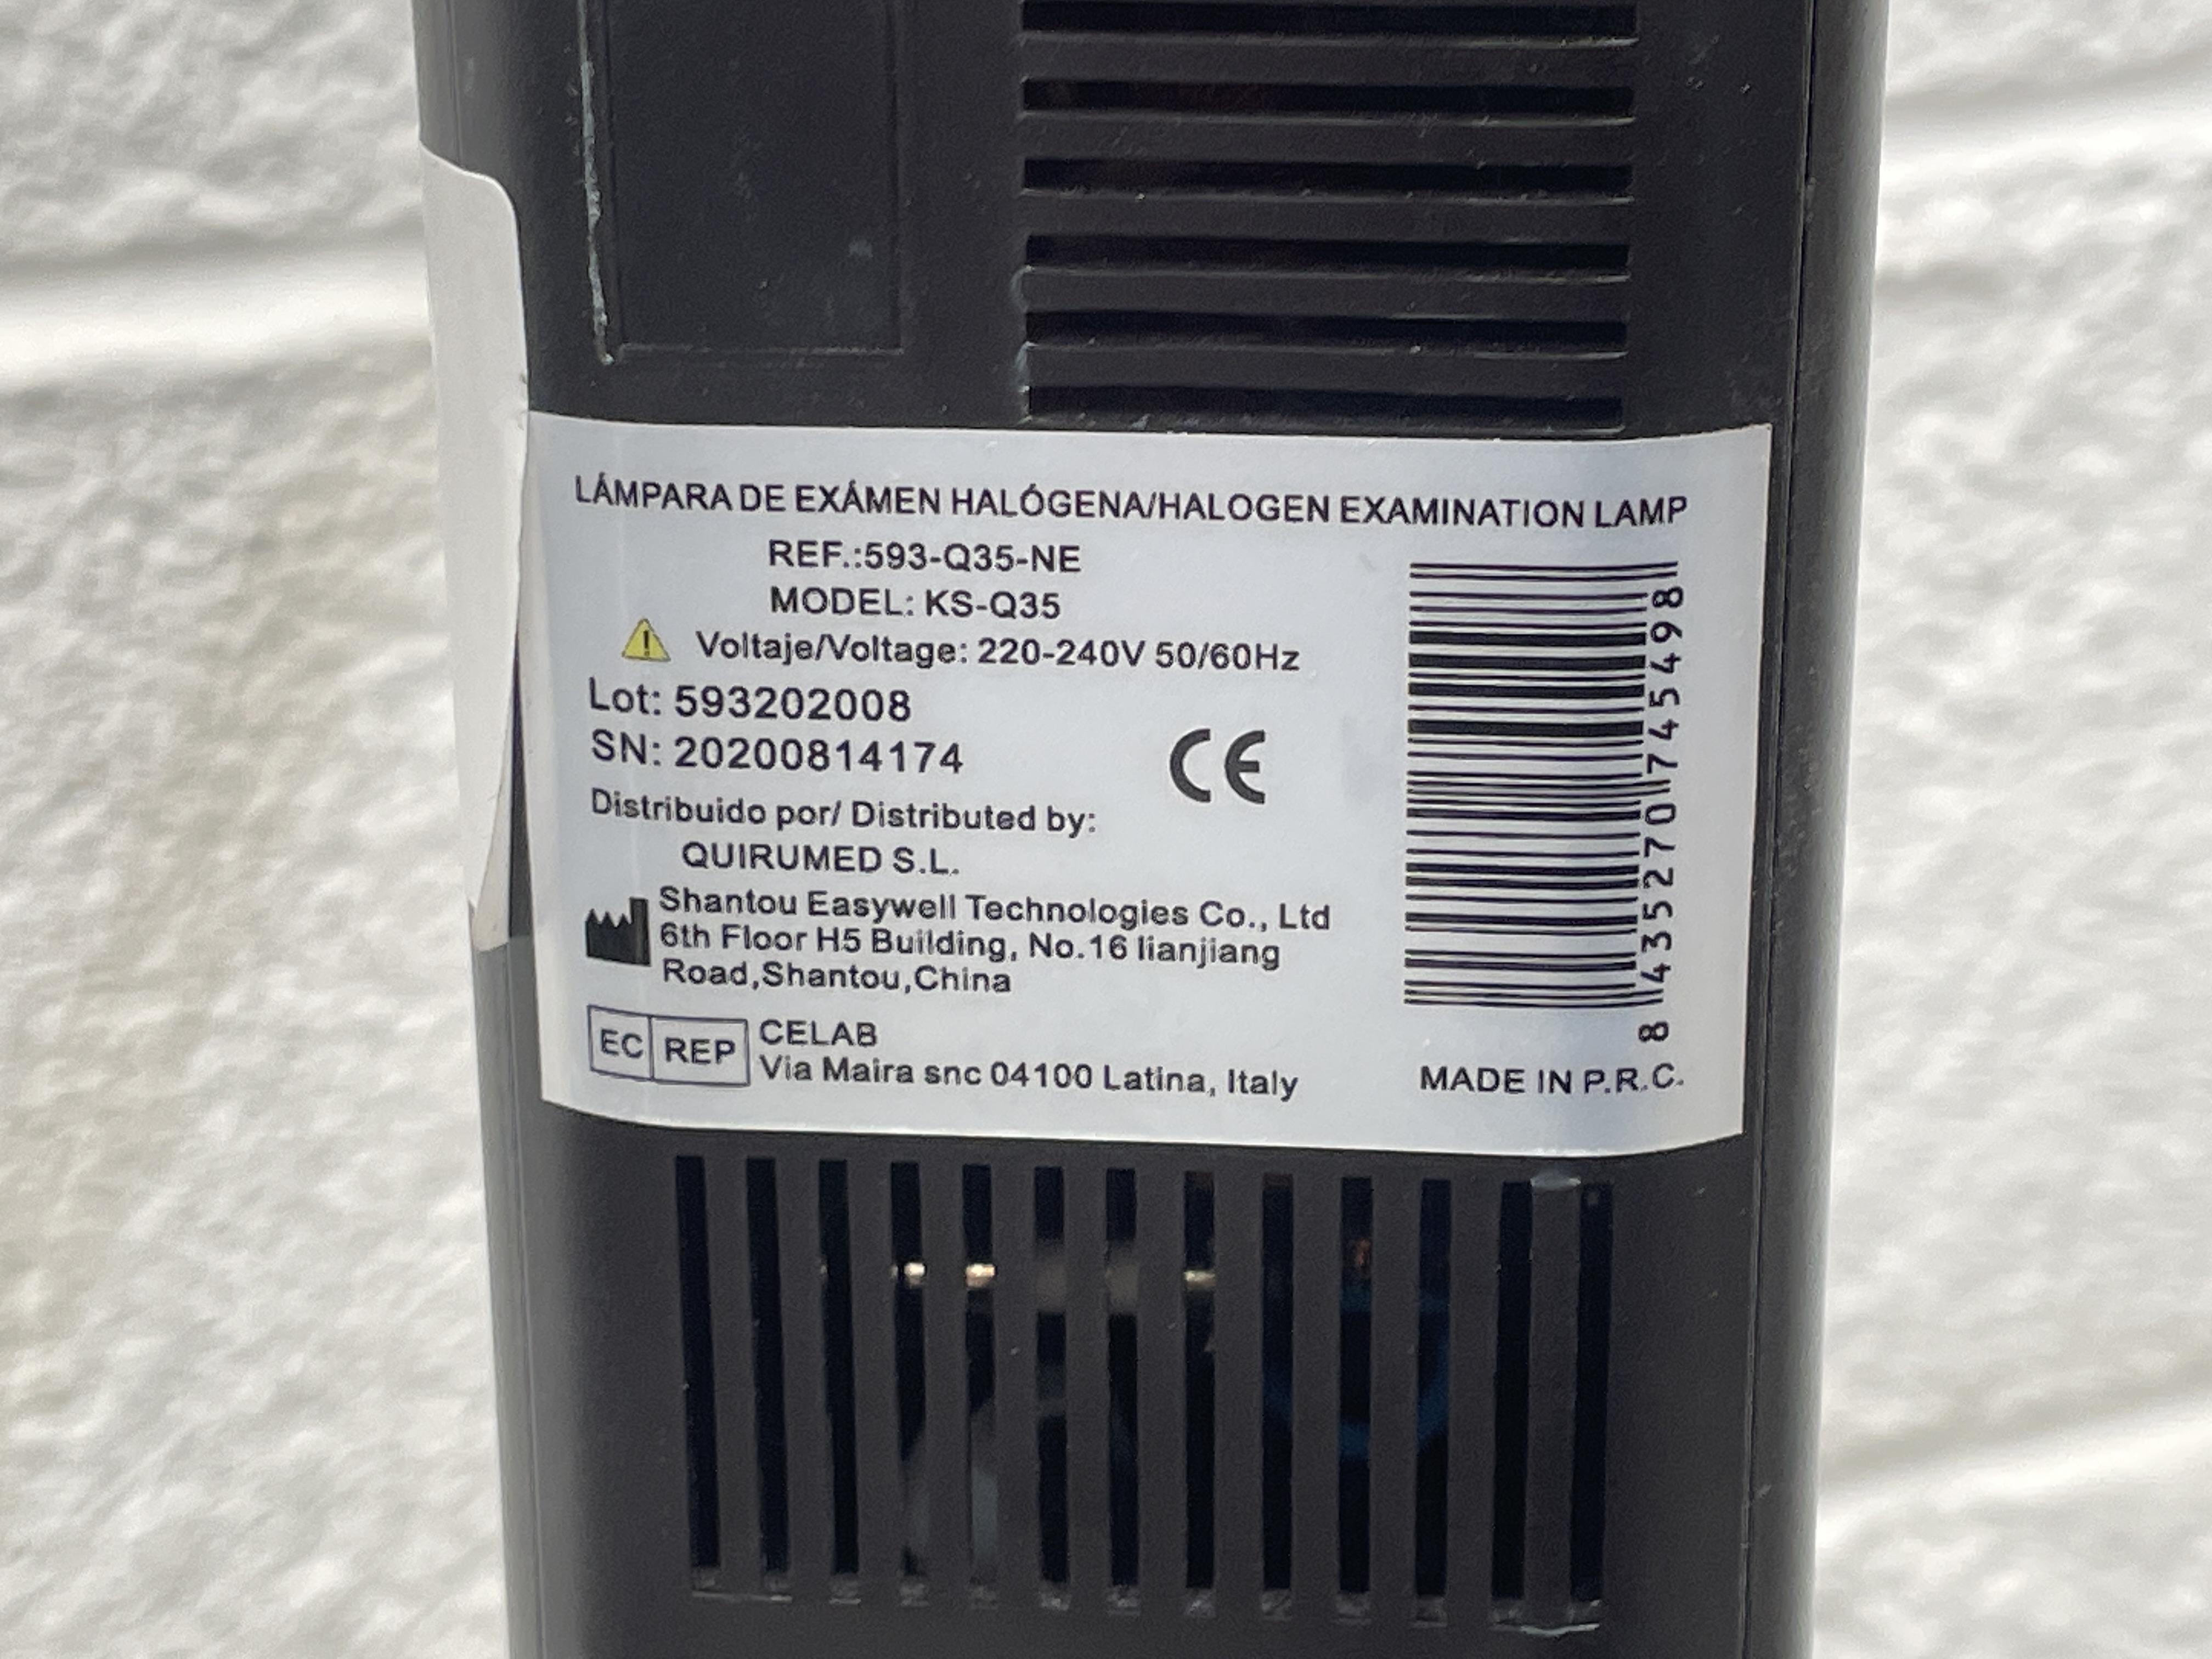 LÁMPARA DE EXÁMEN HALÓGENA/HALOGEN EXAMINATION LAMP
REF.:593-Q35-NE
MODEL: KS-Q35
Voltaje/Voltage: 220-240V 50/60Hz
Lot: 593202008
SN: 20200814174
CE
Distribuido por/ Distributed by:
QUIRUMED S.L.
Shantou Easywell Technologies Co., Ltd
6th Floor H5 Building, No.16 lianjiang
Road,Shantou,China
EC REP
CELAB
Via Maira snc 04100 Latina, Italy
8 435270 745498
MADE IN P.R.C.